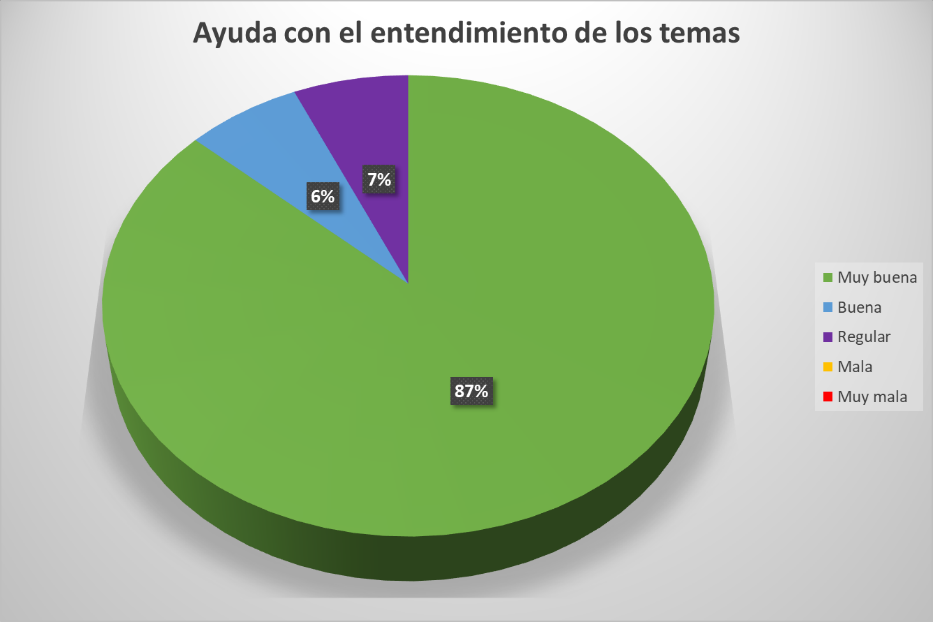 Ayuda con el entendimiento de los temas
7%
6%
87%
Muy buena
Buena
Regular
Mala
Muy mala